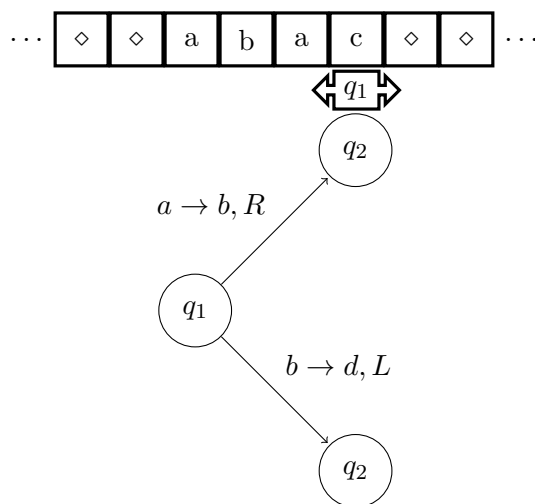 ⋯ ⋄ ⋄ a b a c ⋄ ⋄ ⋯
q₁
q₂
a → b, R
q₁
b → d, L
q₂